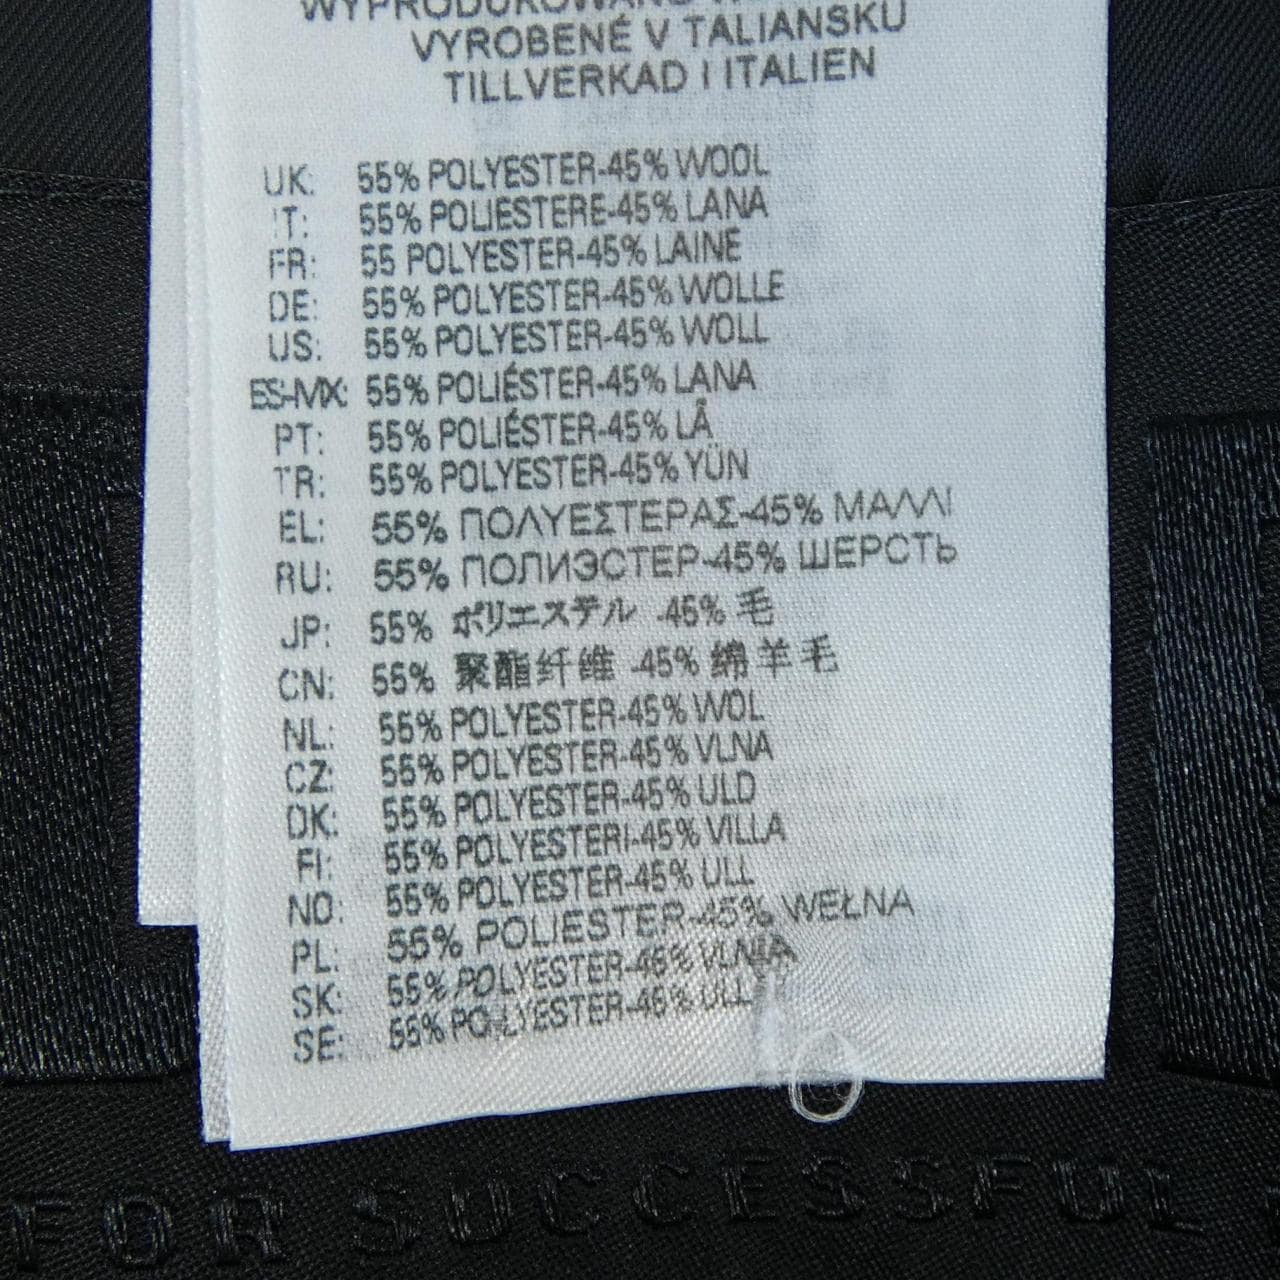 WYPRODUKOWANO
VYROBENÉ V TALIANSKU
TILLVERKAD I ITALIEN
UK: 55% POLYESTER-45% WOOL
IT: 55% POLIESTERE-45% LANA
FR: 55 POLYESTER-45% LAINE
DE: 55% POLYESTER-45% WOLLE
US: 55% POLYESTER-45% WOLL
ES-MX: 55% POLIÉSTER-45% LANA
PT: 55% POLIÉSTER-45% LÃ
TR: 55% POLYESTER-45% YÜN
EL: 55% ΠΟΛΥΕΣΤΕΡΑΣ-45% ΜΑΛΛΙ
RU: 55% ПОЛИЭСТЕР-45% ШЕРСТЬ
JP: 55% ポリエステル -45% 毛
CN: 55% 聚酯纤维 -45% 绵羊毛
NL: 55% POLYESTER-45% WOL
CZ: 55% POLYESTER-45% VLNA
DK: 55% POLYESTER-45% ULD
FI: 55% POLYESTERI-45% VILLA
NO: 55% POLYESTER-45% ULL
PL: 55% POLIESTER-45% WEŁNA
SK: 55% POLYESTER-45% VLNIA
SE: 55% POLYESTER-45% ULL
FOR SUCCESSFUL